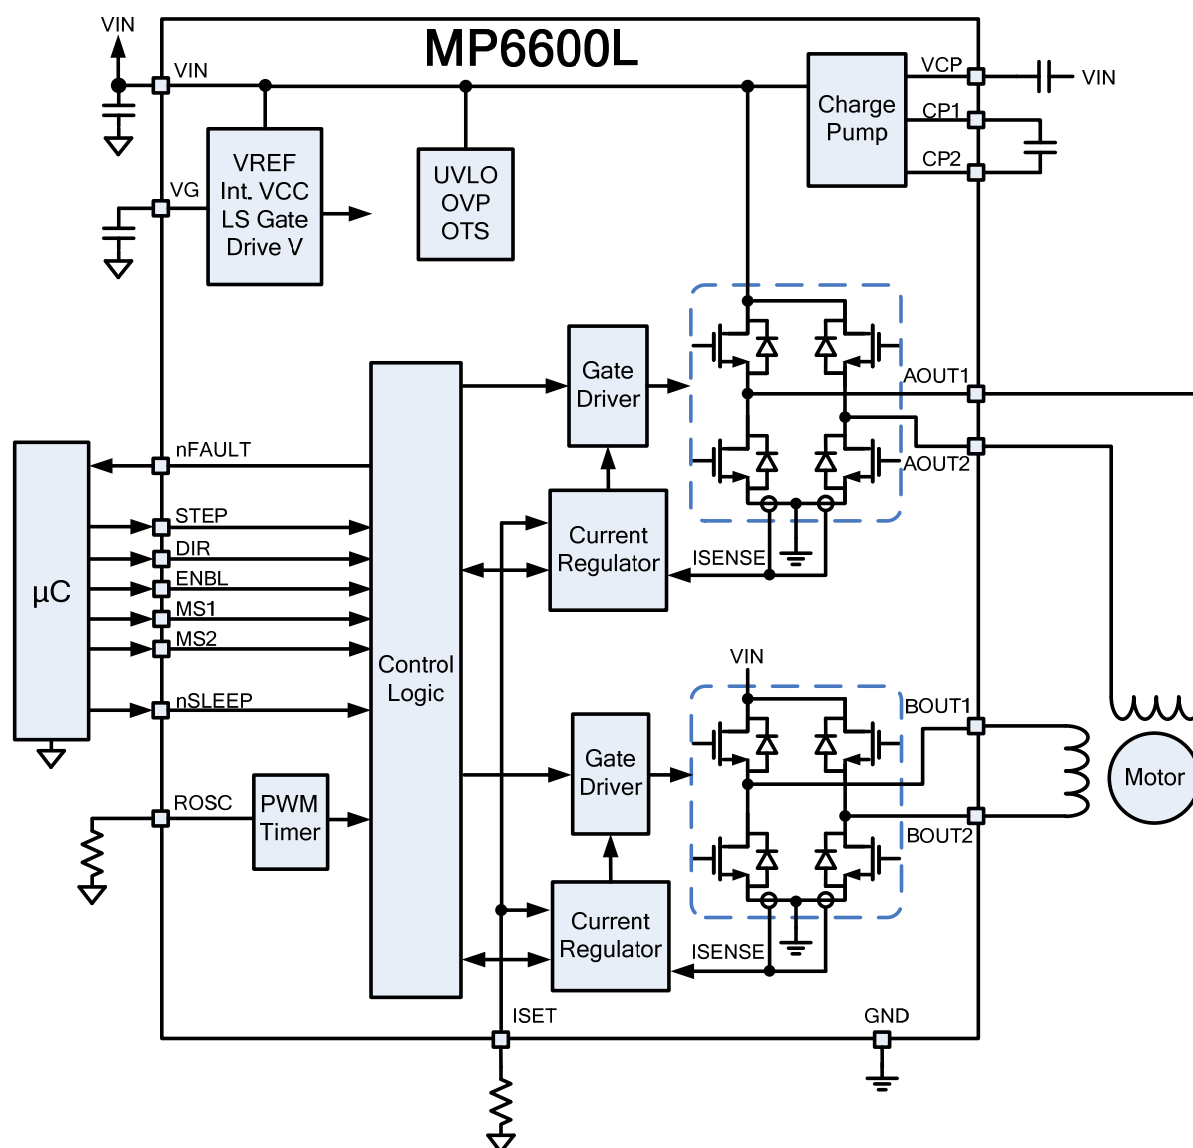 VIN
MP6600L
VIN
VCP
VIN
Charge
Pump
CP1
CP2
VREF
Int. VCC
LS Gate
Drive V
UVLO
OVP
OTS
VG
Gate
Driver
AOUT1
AOUT2
nFAULT
STEP
DIR
ENBL
MS1
MS2
nSLEEP
µC
Current
Regulator
ISENSE
Control
Logic
VIN
BOUT1
BOUT2
Gate
Driver
Motor
ROSC
PWM
Timer
Current
Regulator
ISENSE
ISET
GND